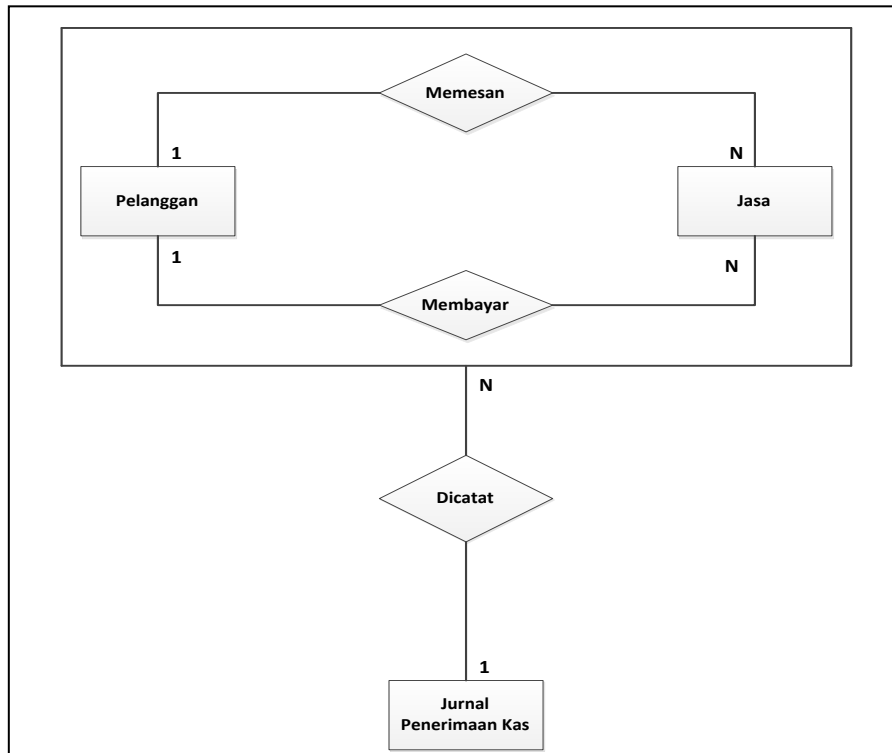 Memesan
1
N
Pelanggan
Jasa
1
N
Membayar
N
Dicatat
1
Jurnal
Penerimaan Kas